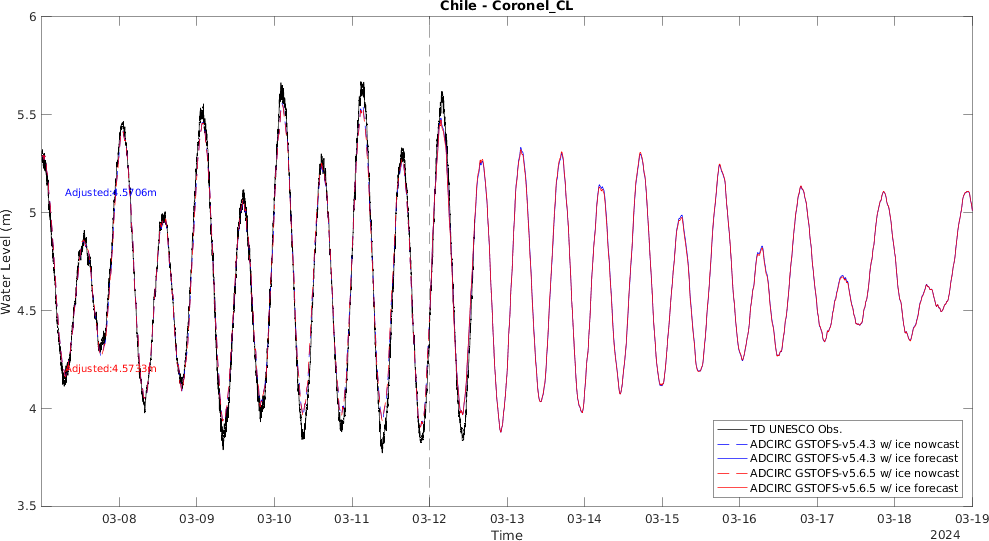 Chile - Coronel_CL
6
5.5
5
4.5
4
3.5
Water Level (m)
Adjusted:4.5706m
Adjusted:4.5733m
TD UNESCO Obs.
ADCIRC GSTOFS-v5.4.3 w/ ice nowcast
ADCIRC GSTOFS-v5.4.3 w/ ice forecast
ADCIRC GSTOFS-v5.6.5 w/ ice nowcast
ADCIRC GSTOFS-v5.6.5 w/ ice forecast
03-08 03-09 03-10 03-11 03-12 03-13 03-14 03-15 03-16 03-17 03-18 03-19
Time
2024